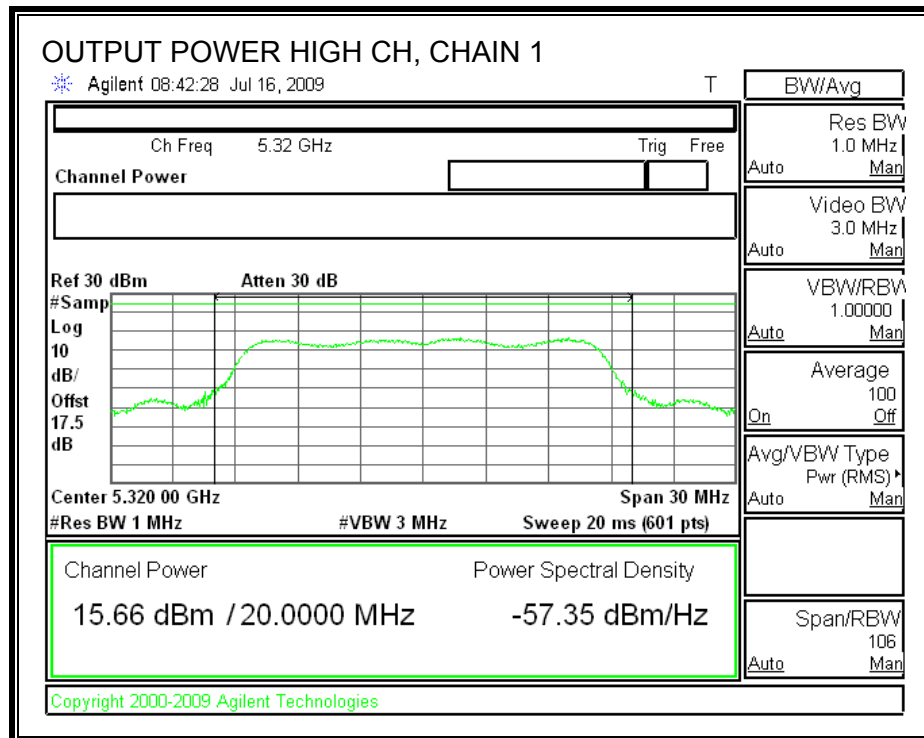 OUTPUT POWER HIGH CH, CHAIN 1
Agilent 08:42:28 Jul 16, 2009 T
Ch Freq 5.32 GHz Trig Free
Channel Power
Ref 30 dBm Atten 30 dB
#Samp
Log
10
dB/
Offst
17.5
dB
Center 5.320 00 GHz Span 30 MHz
#Res BW 1 MHz #VBW 3 MHz Sweep 20 ms (601 pts)
Channel Power Power Spectral Density
15.66 dBm / 20.0000 MHz -57.35 dBm/Hz
Copyright 2000-2009 Agilent Technologies
BW/Avg
Res BW
1.0 MHz
Auto Man
Video BW
3.0 MHz
Auto Man
VBW/RBW
1.00000
Auto Man
Average
100
On Off
Avg/VBW Type
Pwr (RMS)
Auto Man
Span/RBW
106
Auto Man